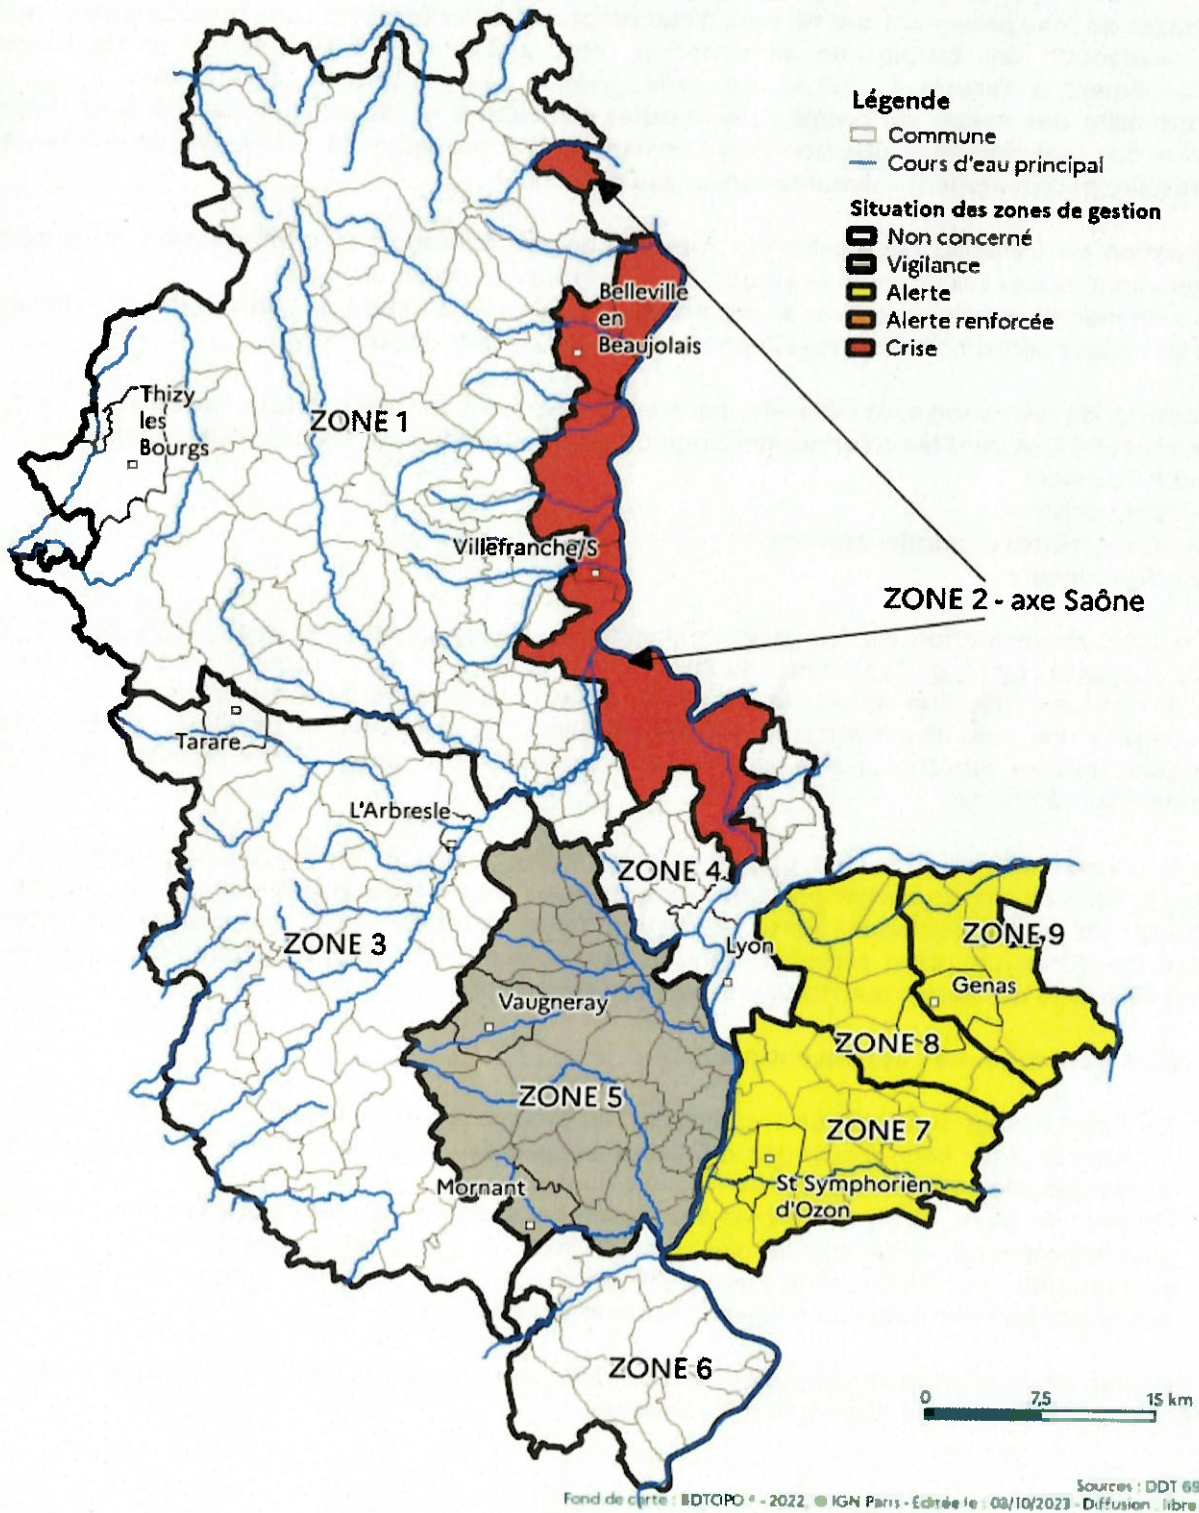 Légende
Commune
Cours d'eau principal
Situation des zones de gestion
Non concerné
Vigilance
Alerte
Alerte renforcée
Crise
Belleville
en
Beaujolais
Thizy
les
Bourgs
ZONE 1
Villefranche/S
ZONE 2 - axe Saône
Tarare
L'Arbresle
ZONE 4
ZONE 3
Lyon
ZONE 9
Genas
Vaugneray
ZONE 8
ZONE 5
ZONE 7
Mornant
St Symphorien
d'Ozon
ZONE 6
0 7,5 15 km
Sources : DDT 69
Fond de carte : BDTOPO - 2022, © IGN Paris - Éditée le : 03/10/2023 - Diffusion libre